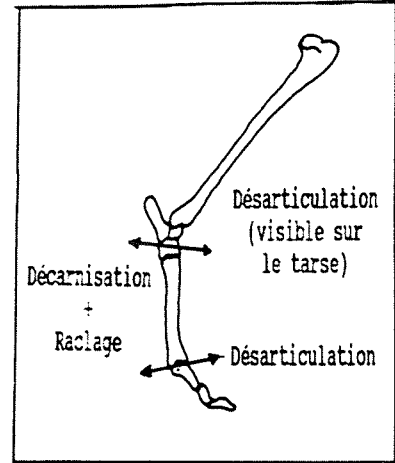 Désarticulation
(visible sur
le tarse)
Décarnisation
+
Raclage
Désarticulation